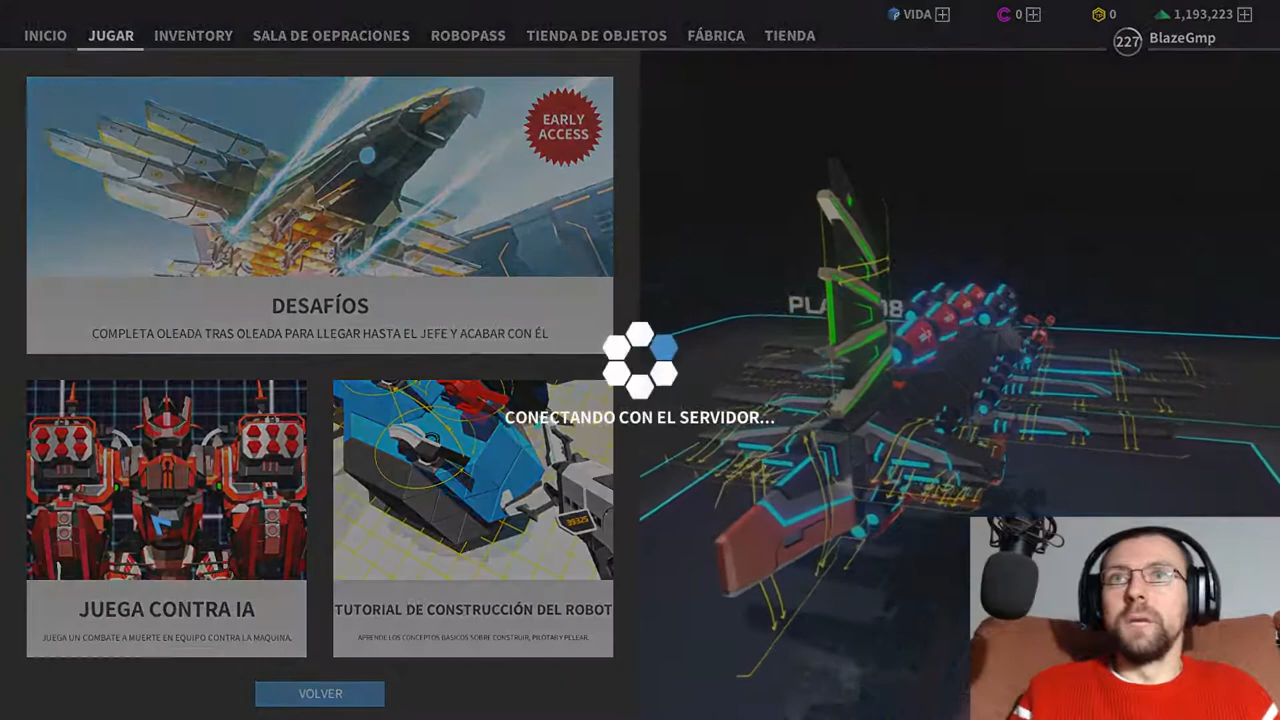 VIDA
0
0
1,193,223
INICIO
JUGAR
INVENTORY
SALA DE OEPRACIONES
ROBOPASS
TIENDA DE OBJETOS
FÁBRICA
TIENDA
227
BlazeGmp
EARLY
ACCESS
DESAFÍOS
COMPLETA OLEADA TRAS OLEADA PARA LLEGAR HASTA EL JEFE Y ACABAR CON ÉL
CONECTANDO CON EL SERVIDOR...
JUEGA CONTRA IA
JUEGA UN COMBATE A MUERTE EN EQUIPO CONTRA LA MAQUINA.
TUTORIAL DE CONSTRUCCIÓN DEL ROBOT
APRENDE LOS CONCEPTOS BASICOS SOBRE CONSTRUIR, PILOTAR Y PELEAR.
VOLVER